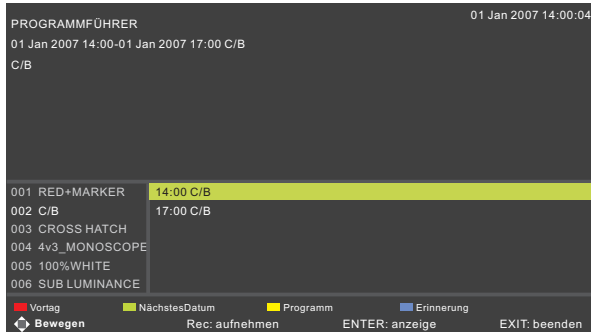 PROGRAMMFÜHRER
01 Jan 2007 14:00:04
01 Jan 2007 14:00-01 Jan 2007 17:00 C/B
C/B
001 RED+MARKER
14:00 C/B
002 C/B
17:00 C/B
003 CROSS HATCH
004 4v3_MONOSCOPE
005 100%WHITE
006 SUB LUMINANCE
Vortag NächstesDatum Programm Erinnerung
Bewegen Rec: aufnehmen ENTER: anzeige EXIT: beenden